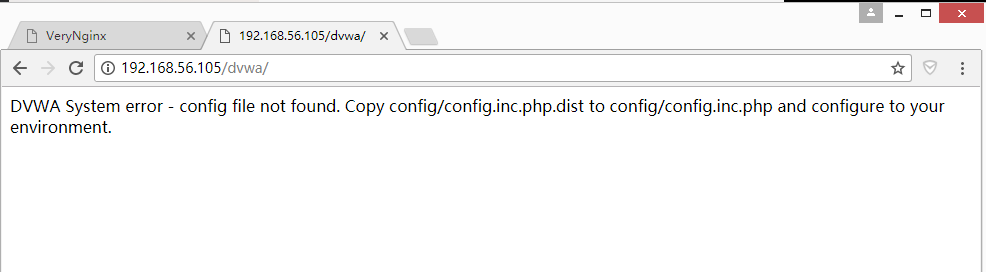 VeryNginx
192.168.56.105/dvwa/
192.168.56.105/dvwa/
DVWA System error - config file not found. Copy config/config.inc.php.dist to config/config.inc.php and configure to your
environment.